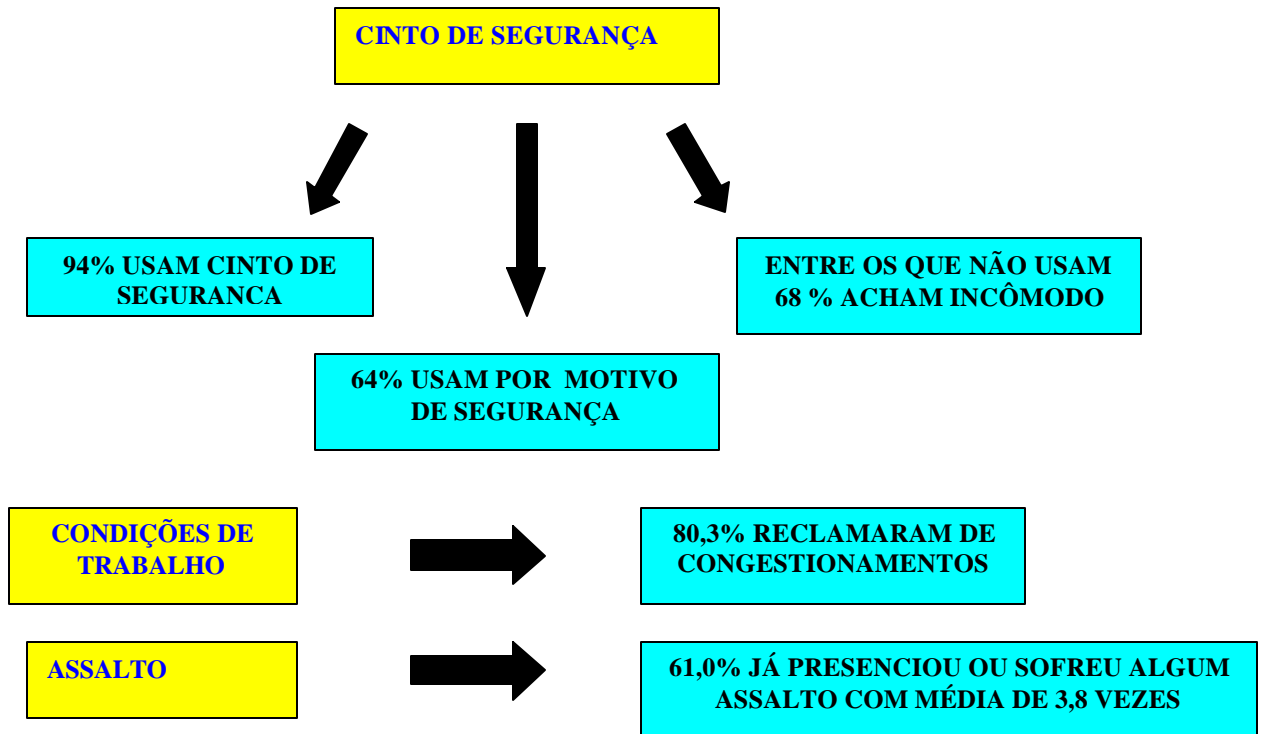 CINTO DE SEGURANÇA
94% USAM CINTO DE
SEGURANCA
ENTRE OS QUE NÃO USAM
68 % ACHAM INCÔMODO
64% USAM POR MOTIVO
DE SEGURANÇA
CONDIÇÕES DE
TRABALHO
80,3% RECLAMARAM DE
CONGESTIONAMENTOS
ASSALTO
61,0% JÁ PRESENCIOU OU SOFREU ALGUM
ASSALTO COM MÉDIA DE 3,8 VEZES